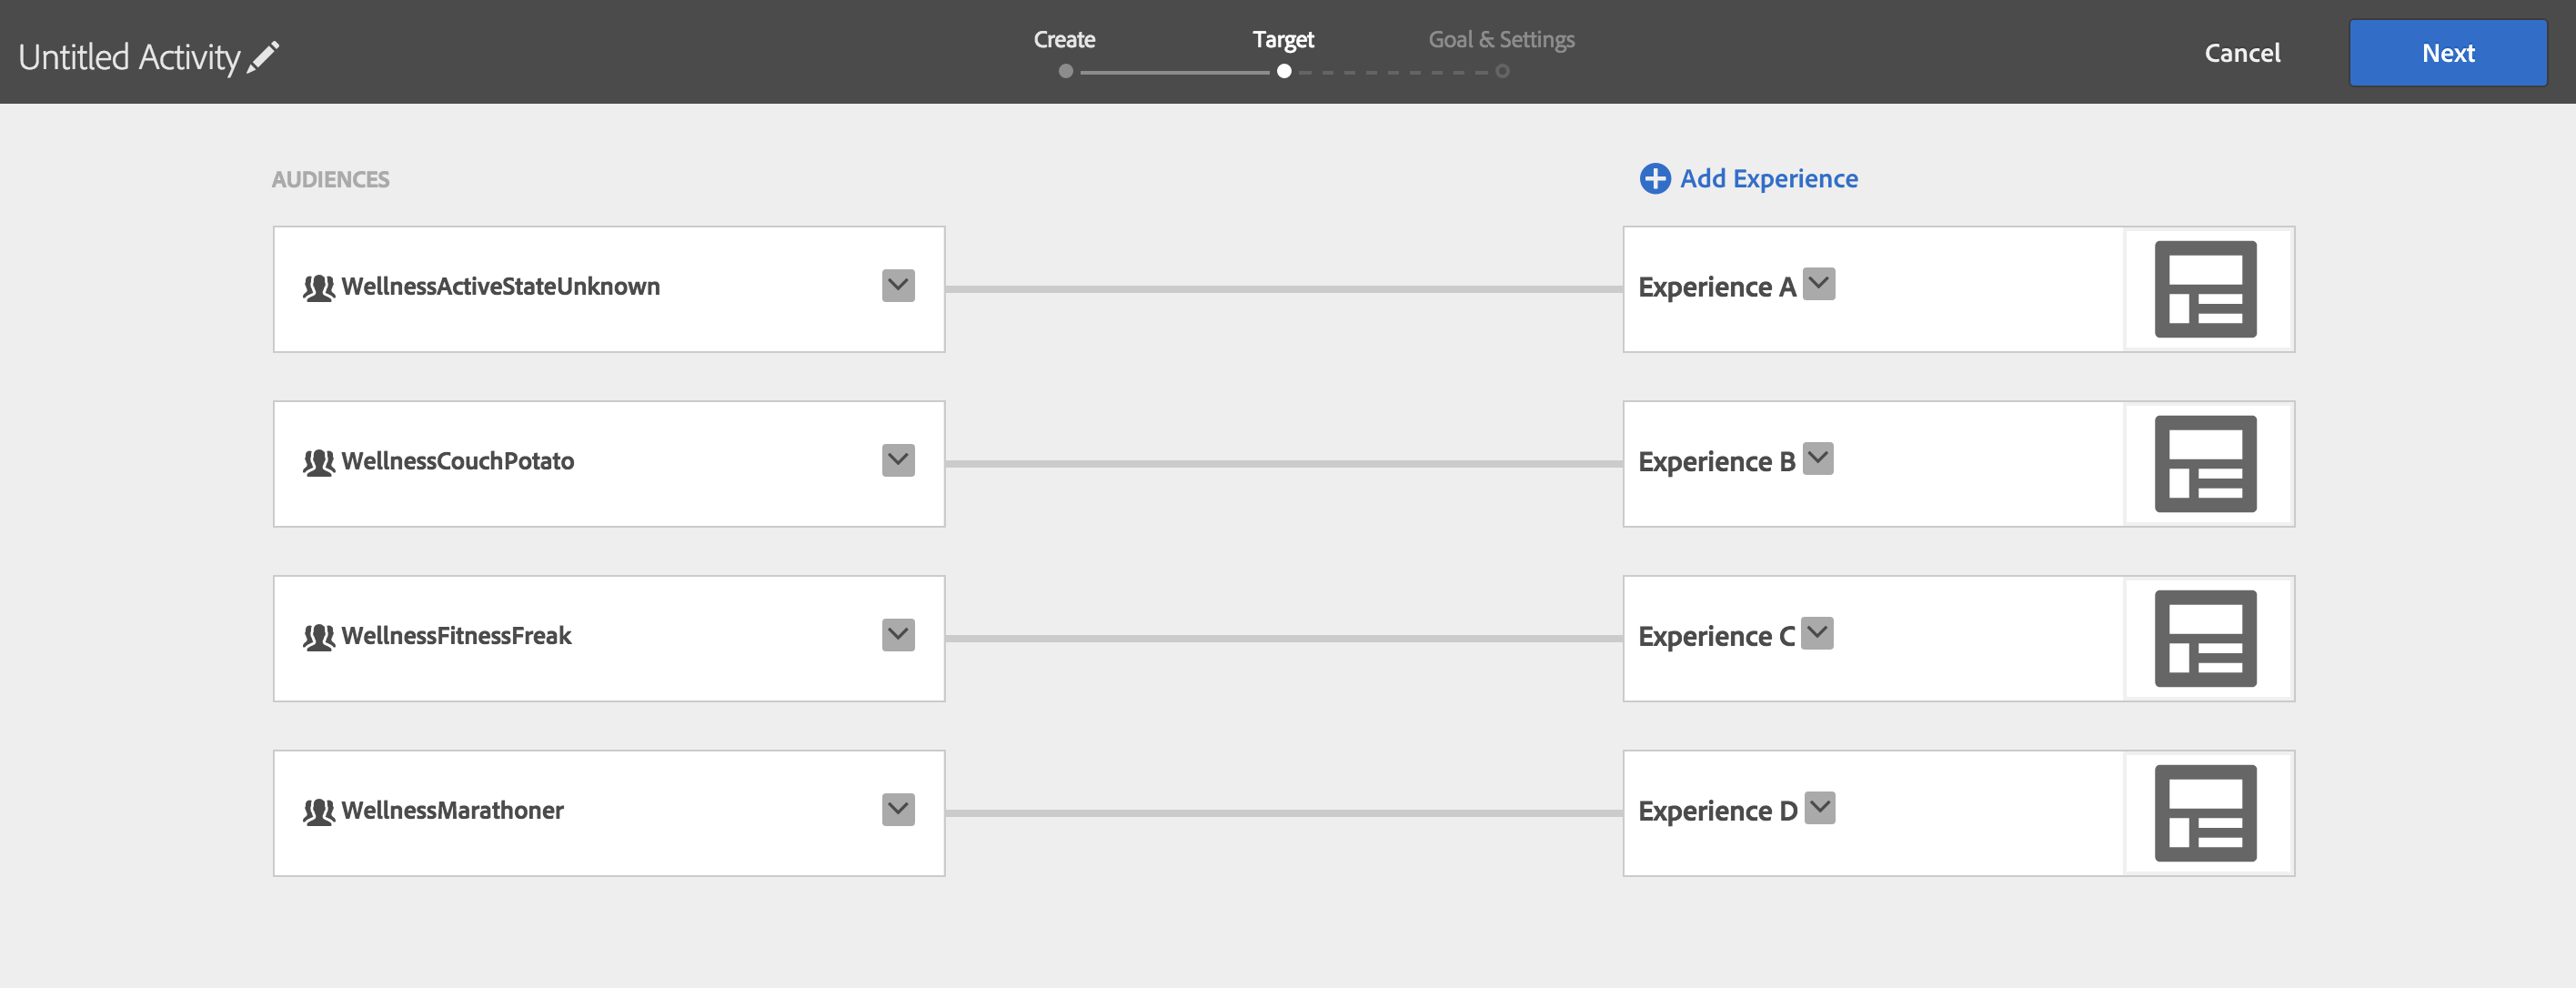 Untitled Activity
Create
Target
Goal & Settings
Cancel
Next
AUDIENCES
Add Experience
WellnessActiveStateUnknown
Experience A
WellnessCouchPotato
Experience B
WellnessFitnessFreak
Experience C
WellnessMarathoner
Experience D